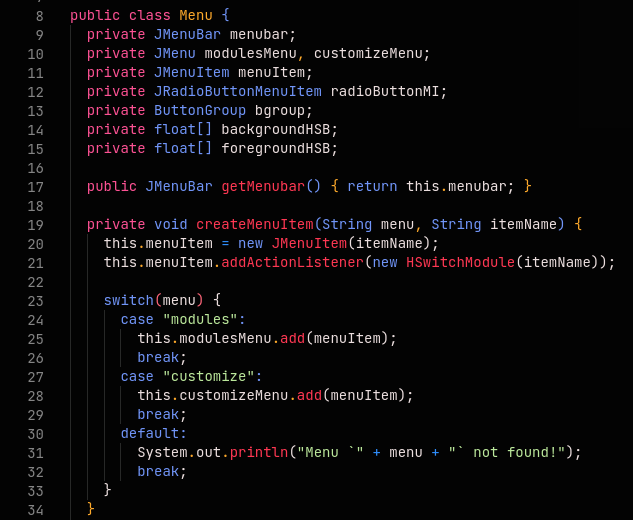 8 public class Menu {
9   private JMenuBar menubar;
10   private JMenu modulesMenu, customizeMenu;
11   private JMenuItem menuItem;
12   private JRadioButtonMenuItem radioButtonMI;
13   private ButtonGroup bgroup;
14   private float[] backgroundHSB;
15   private float[] foregroundHSB;
16
17   public JMenuBar getMenubar() { return this.menubar; }
18
19   private void createMenuItem(String menu, String itemName) {
20     this.menuItem = new JMenuItem(itemName);
21     this.menuItem.addActionListener(new HSwitchModule(itemName));
22
23     switch(menu) {
24       case "modules":
25         this.modulesMenu.add(menuItem);
26         break;
27       case "customize":
28         this.customizeMenu.add(menuItem);
29         break;
30       default:
31         System.out.println("Menu `" + menu + "` not found!");
32         break;
33     }
34   }